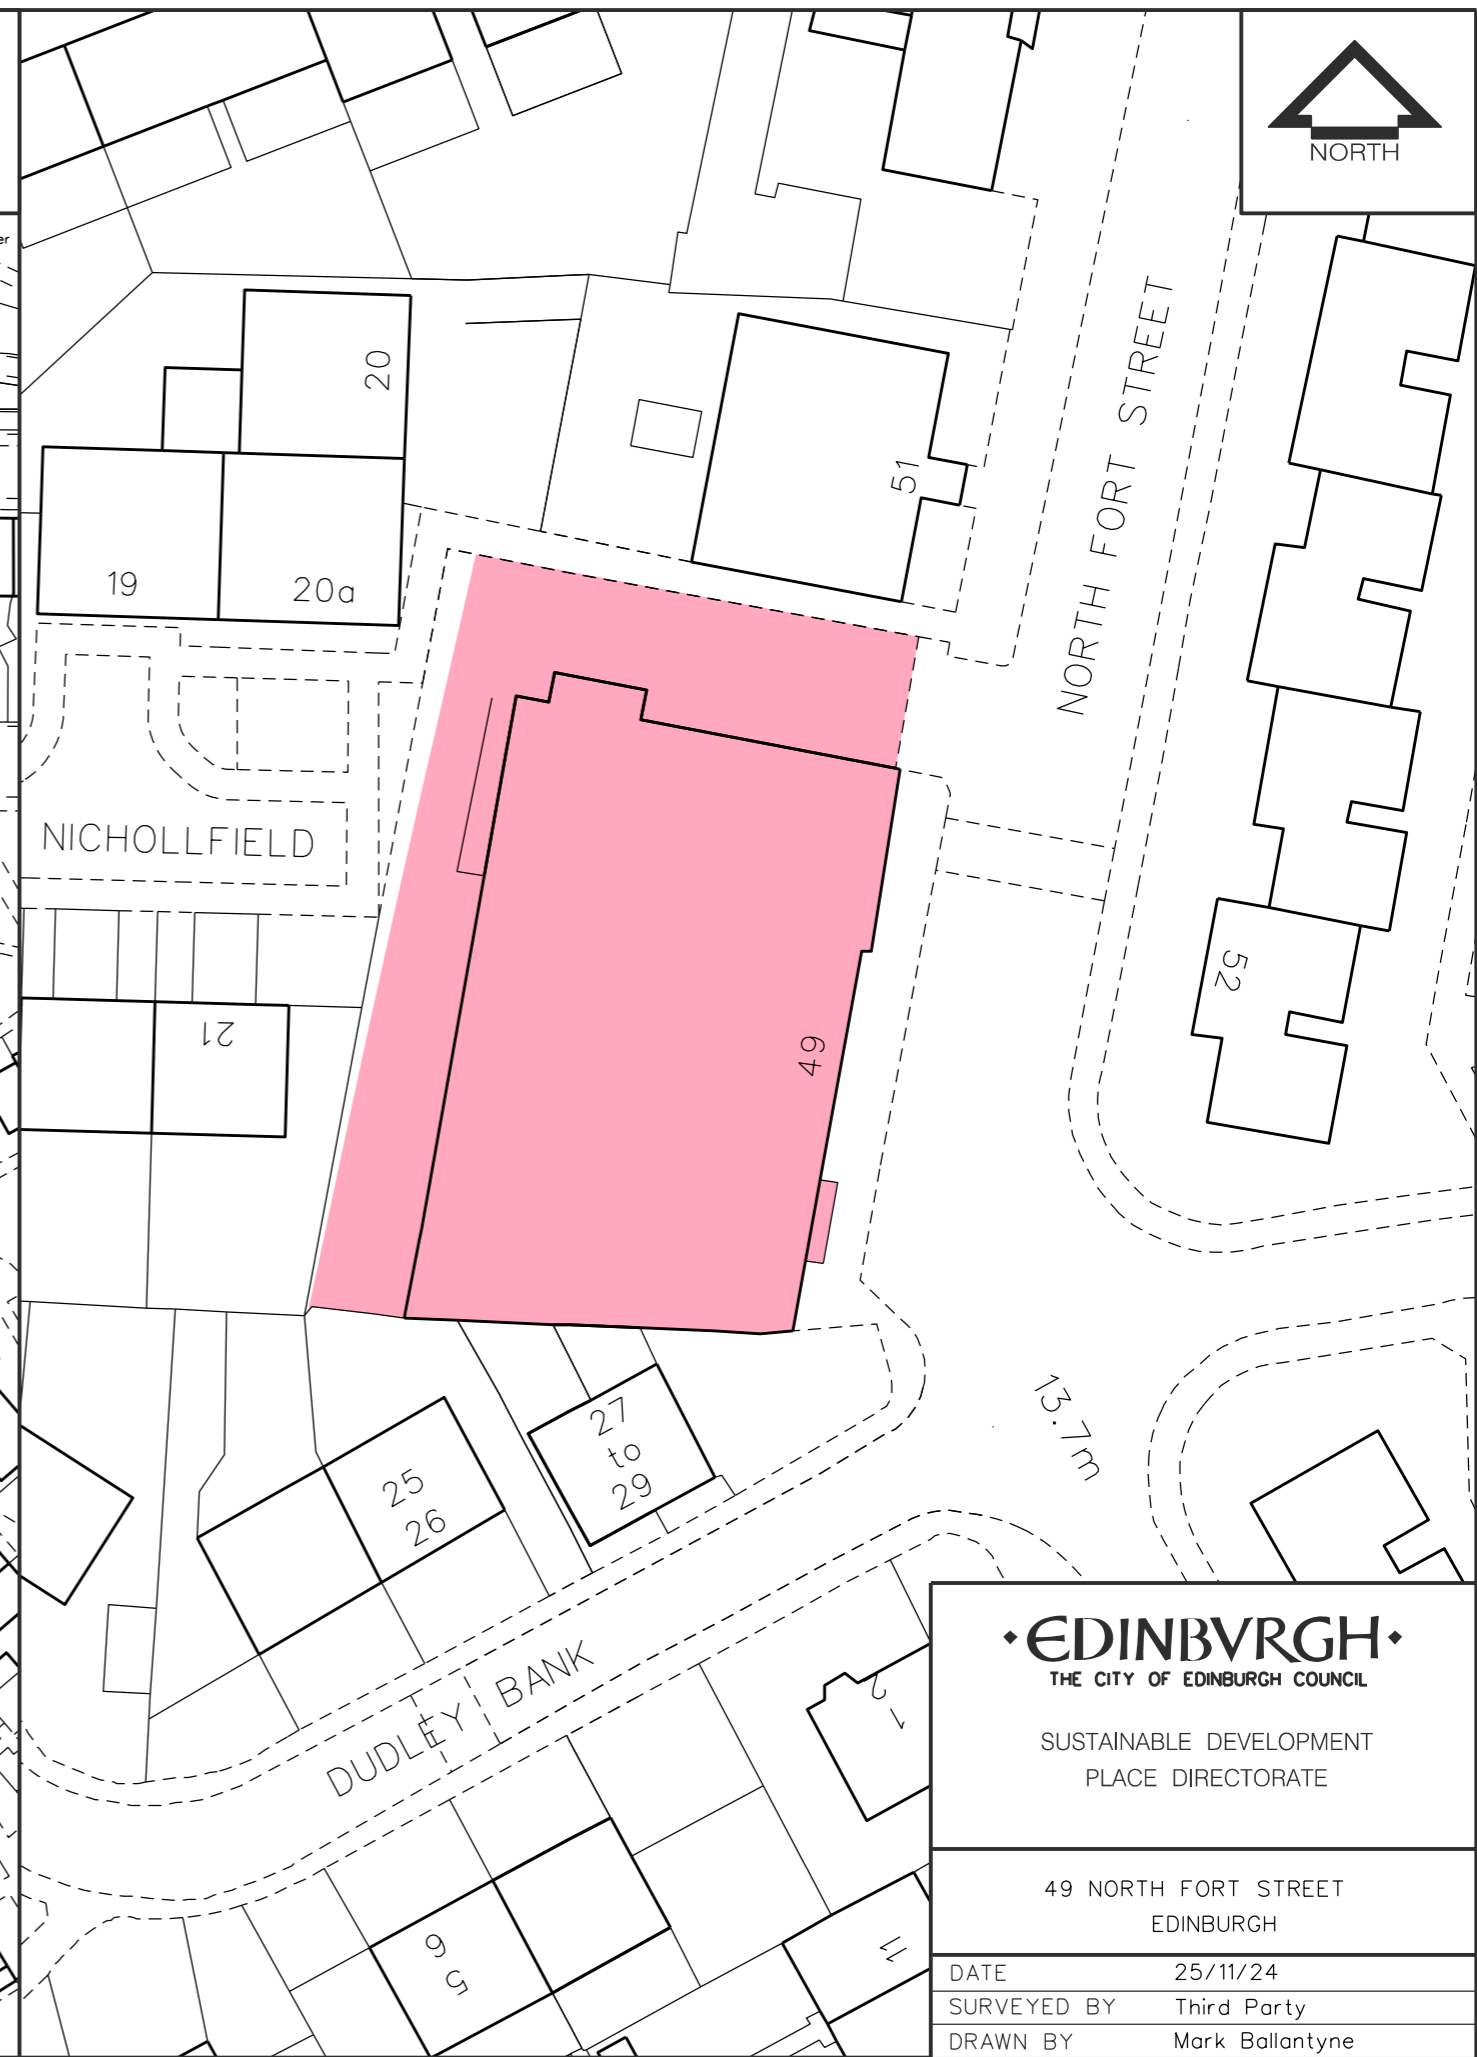 NORTH
er
20
51
19
20a
NORTH FORT STREET
NICHOLLFIELD
52
21
49
13.7m
27
to
29
25
26
DUDLEY BANK
2
1
6
5
11
·EDINBVRGH·
THE CITY OF EDINBURGH COUNCIL
SUSTAINABLE DEVELOPMENT
PLACE DIRECTORATE
49 NORTH FORT STREET
EDINBURGH
DATE 25/11/24
SURVEYED BY Third Party
DRAWN BY Mark Ballantyne